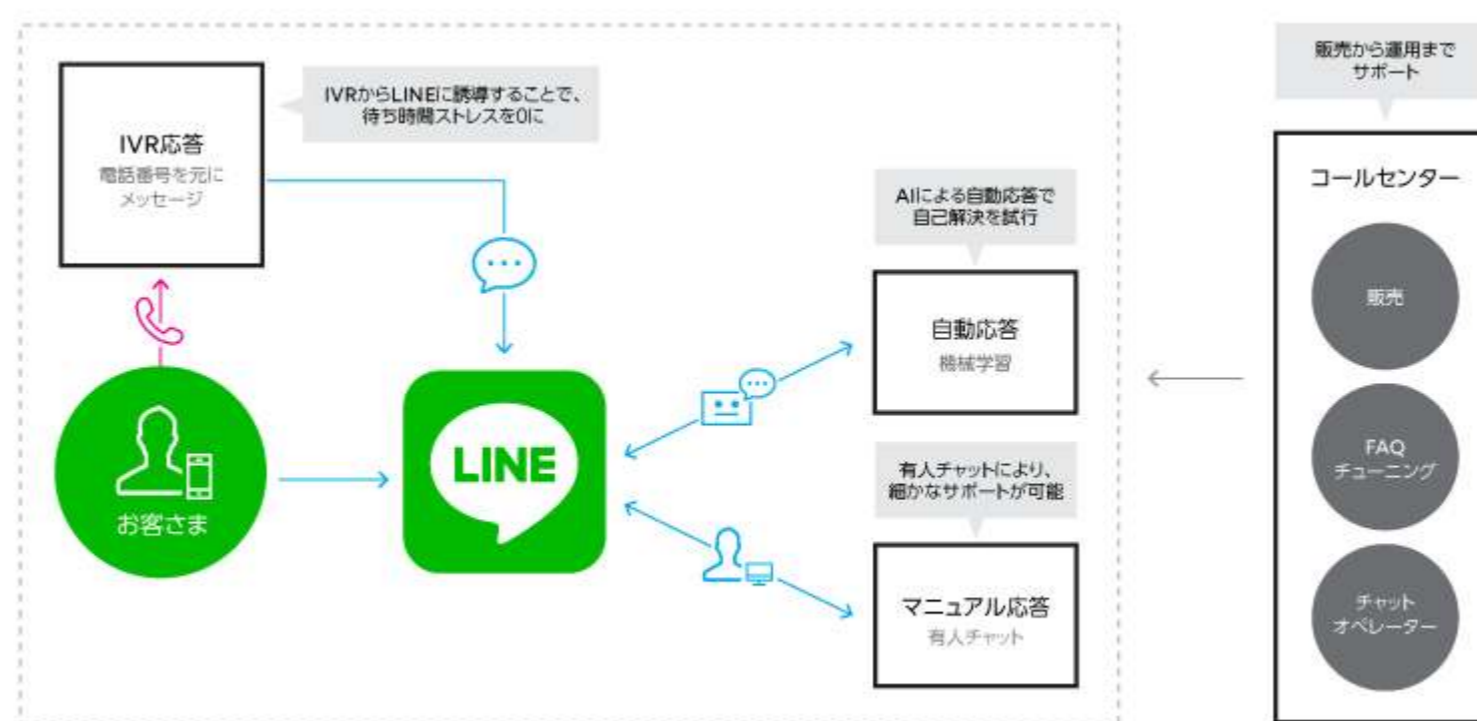 IVR応答
電話番号を元に
メッセージ
IVRからLINEに誘導することで、
待ち時間ストレスを0に
お客さま
LINE
AIによる自動応答で
自己解決を試行
自動応答
機械学習
有人チャットにより、
細かなサポートが可能
マニュアル応答
有人チャット
販売から運用まで
サポート
コールセンター
販売
FAQ
チューニング
チャット
オペレーター